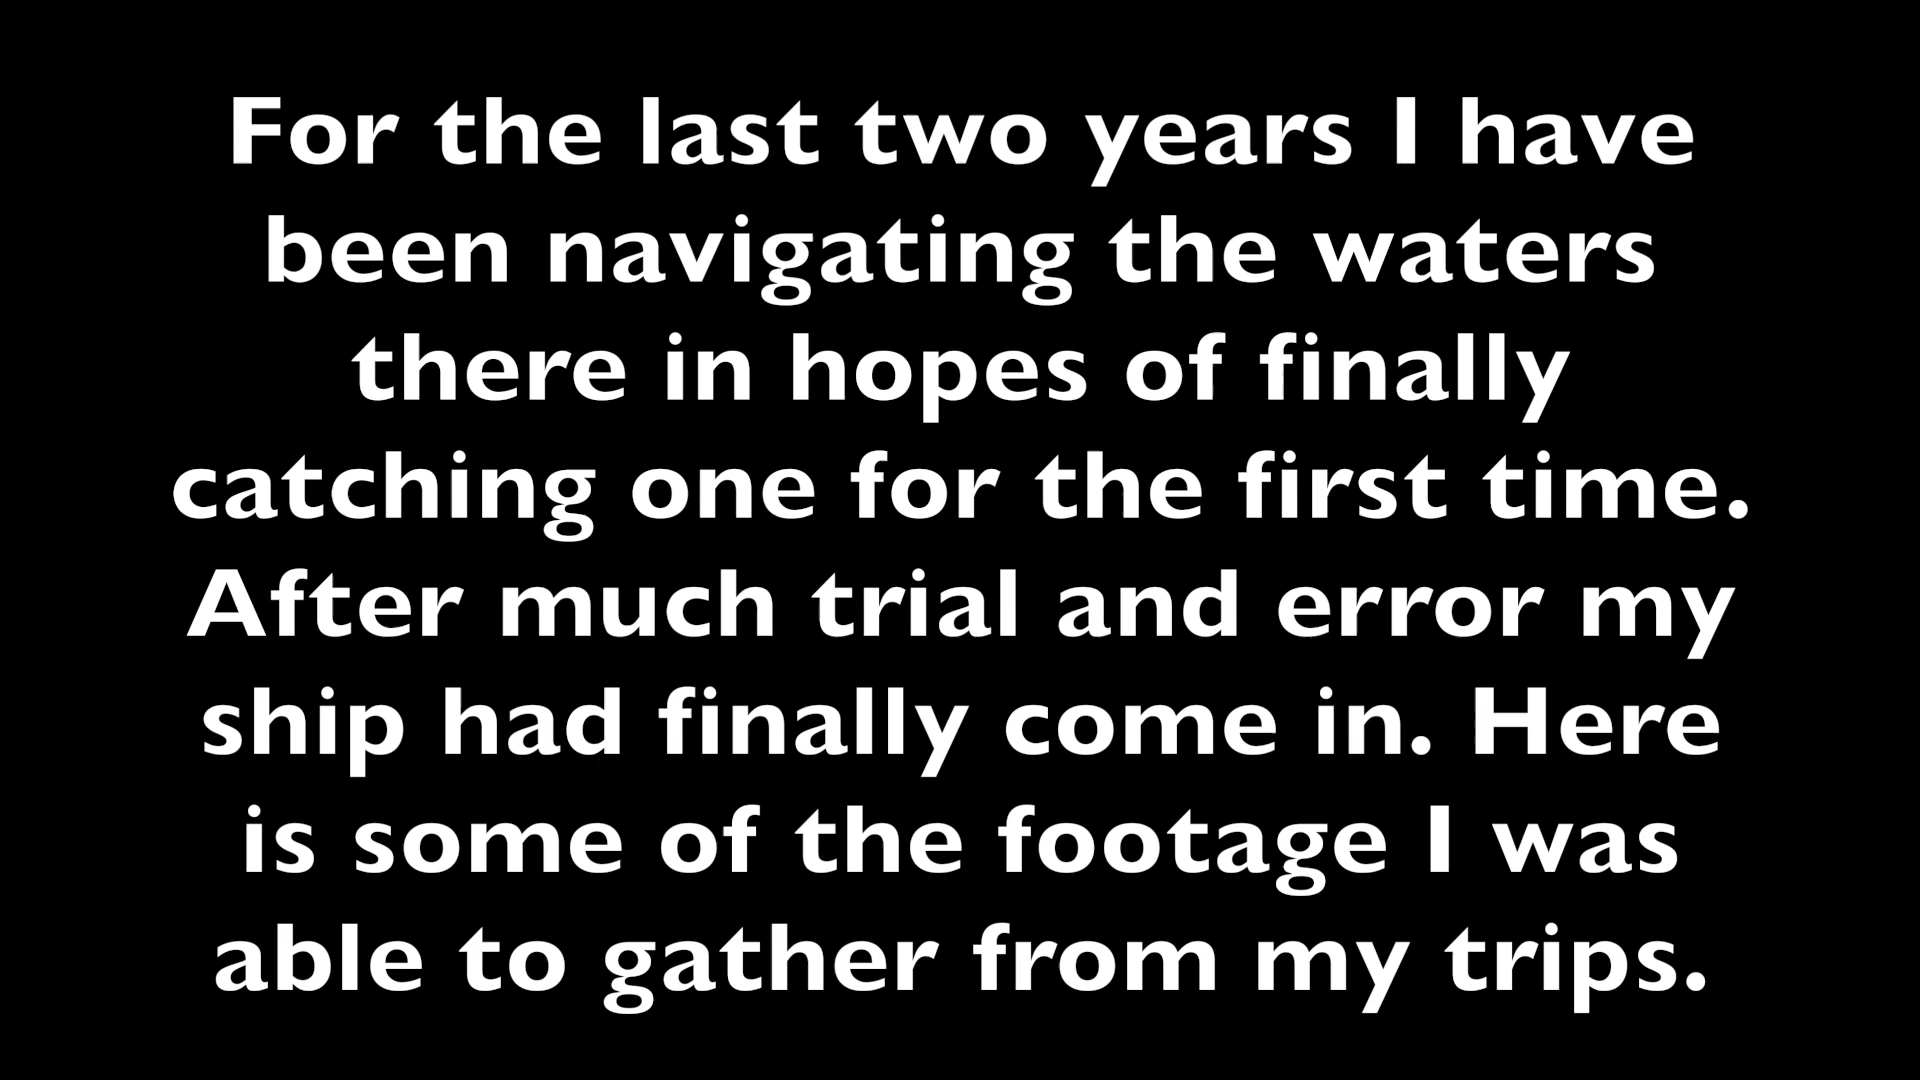 For the last two years I have
been navigating the waters
there in hopes of finally
catching one for the first time.
After much trial and error my
ship had finally come in. Here
is some of the footage I was
able to gather from my trips.